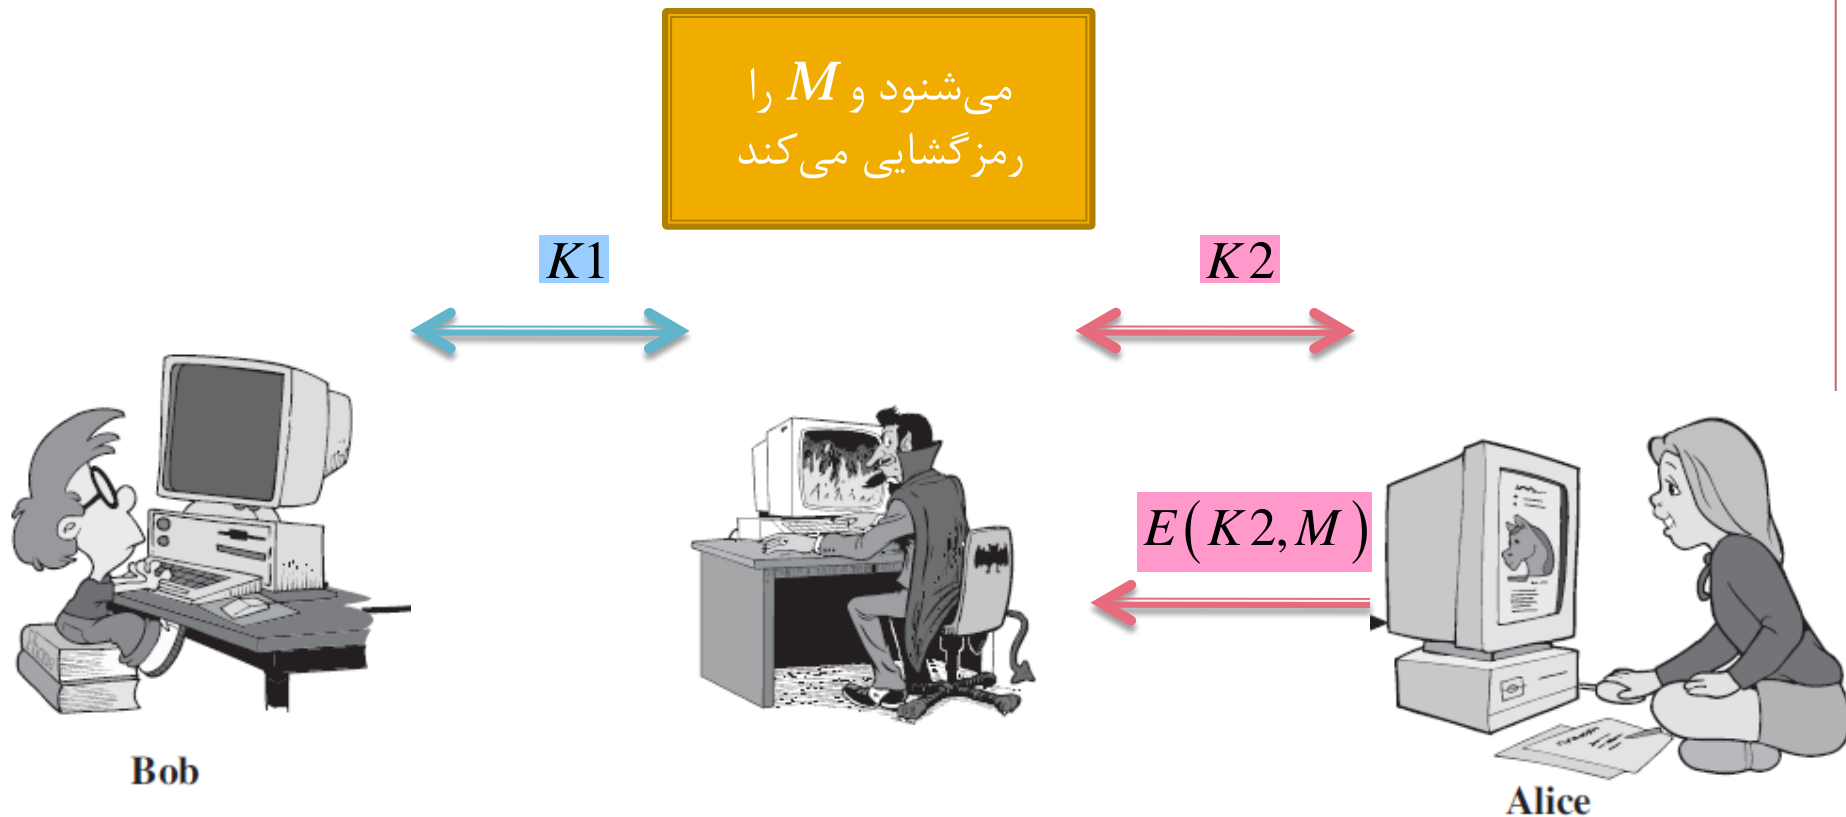 می‌شنود و M را
رمزگشایی می‌کند
K1
K2
E(K2,M)
Bob
Alice